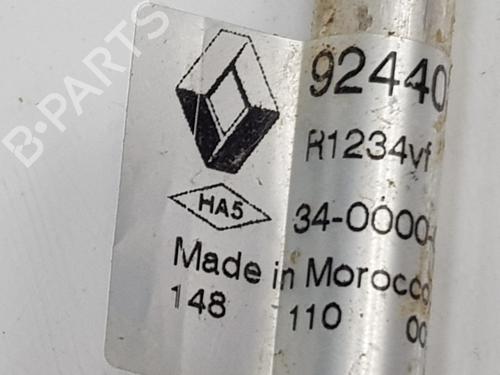 B-PARTS
92440
R1234yf
HA5
34-0000-
Made in Morocco
148 110 00